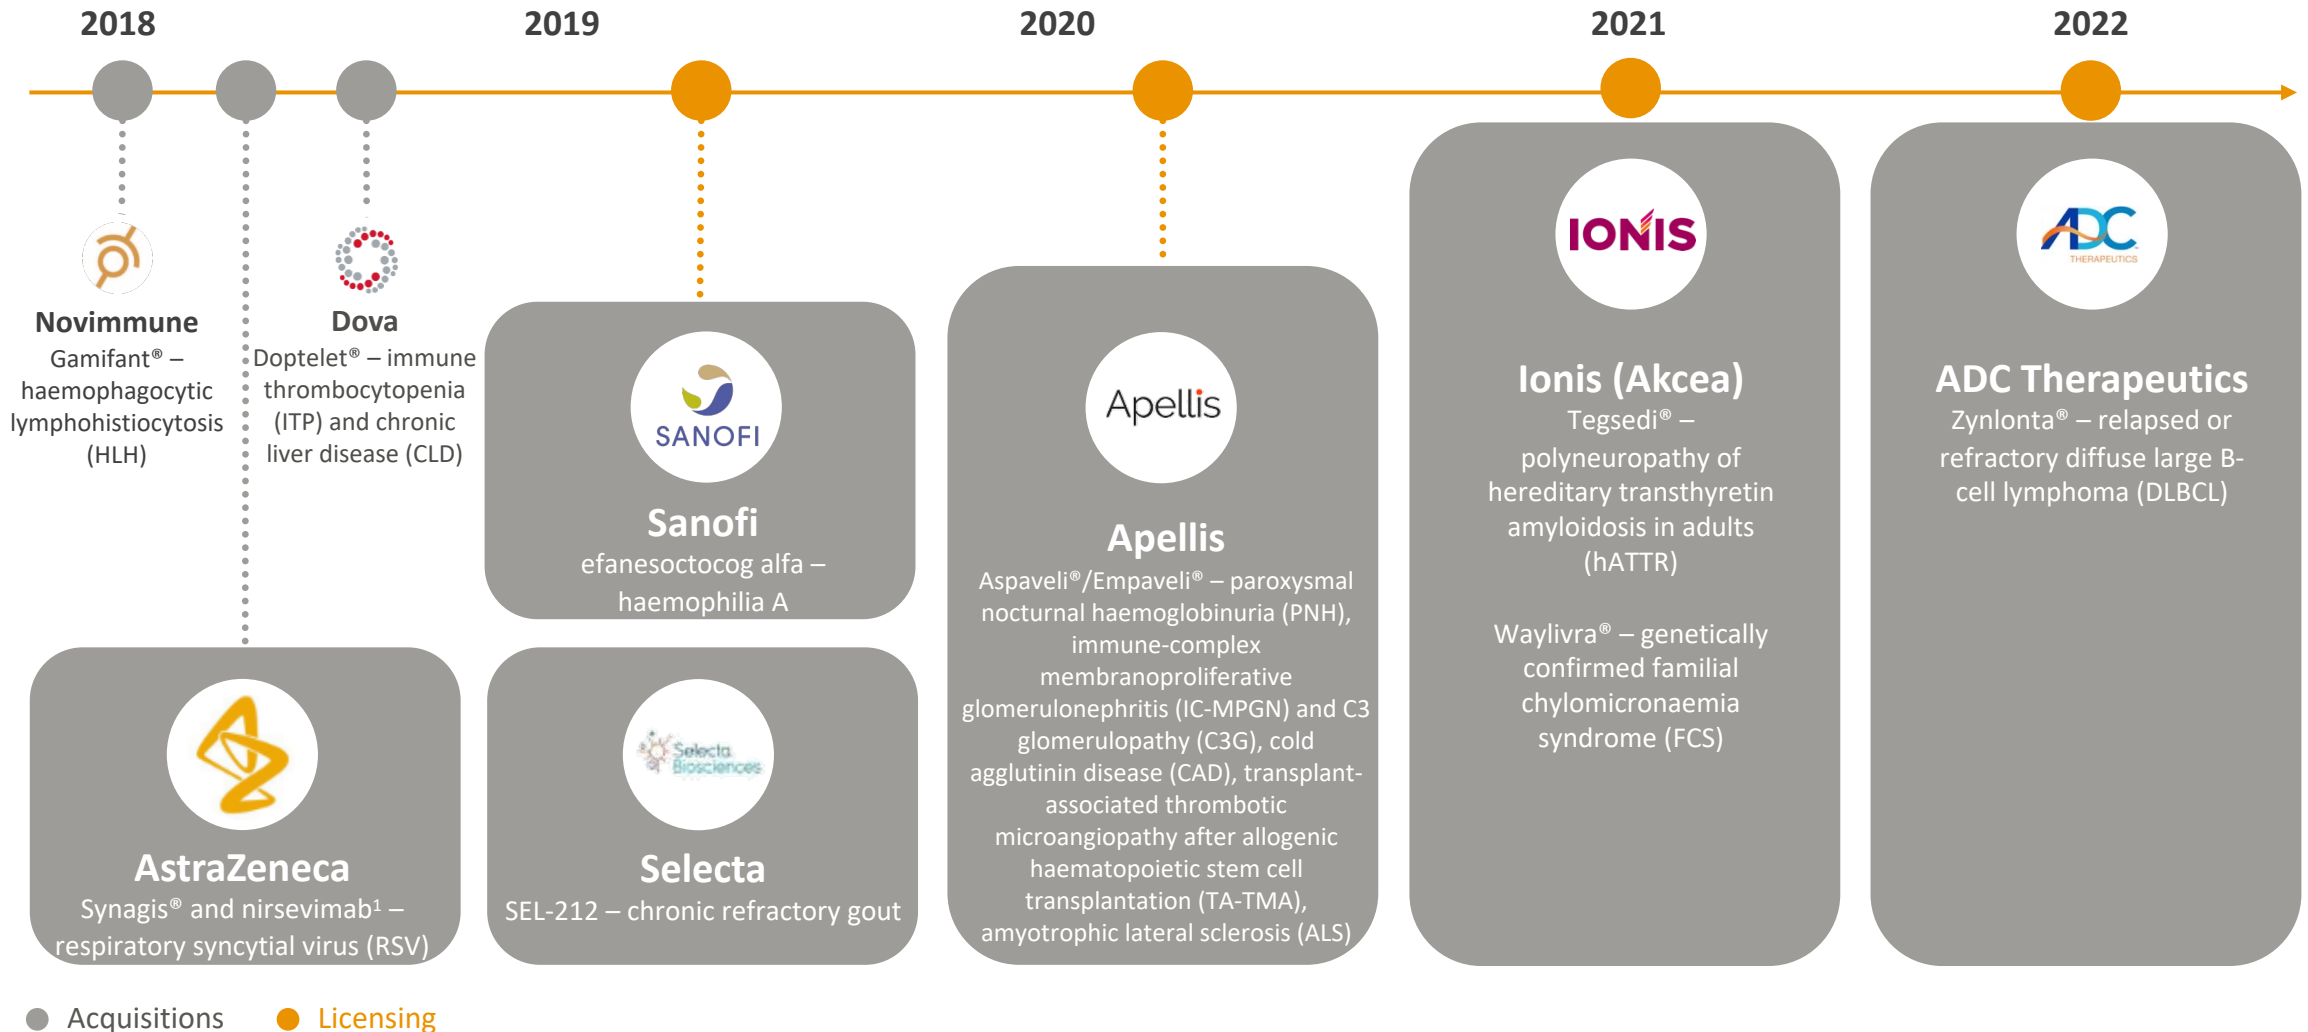 2018
2019
2020
2021
2022
Novimmune
Gamifant® –
haemophagocytic
lymphohistiocytosis
(HLH)
Dova
Doptelet® – immune
thrombocytopenia
(ITP) and chronic
liver disease (CLD)
AstraZeneca
Synagis® and nirsevimab¹ –
respiratory syncytial virus (RSV)
SANOFI
Sanofi
efanesoctocog alfa –
haemophilia A
Selecta
Biosciences
Selecta
SEL-212 – chronic refractory gout
Apellis
Apellis
Aspaveli®/Empaveli® – paroxysmal
nocturnal haemoglobinuria (PNH),
immune-complex
membranoproliferative
glomerulonephritis (IC-MPGN) and C3
glomerulopathy (C3G), cold
agglutinin disease (CAD), transplant-
associated thrombotic
microangiopathy after allogenic
haematopoietic stem cell
transplantation (TA-TMA),
amyotrophic lateral sclerosis (ALS)
IONIS
Ionis (Akcea)
Tegsedi® –
polyneuropathy of
hereditary transthyretin
amyloidosis in adults
(hATTR)
Waylivra® – genetically
confirmed familial
chylomicronaemia
syndrome (FCS)
ADC
THERAPEUTICS
ADC Therapeutics
Zynlonta® – relapsed or
refractory diffuse large B-
cell lymphoma (DLBCL)
Acquisitions
Licensing